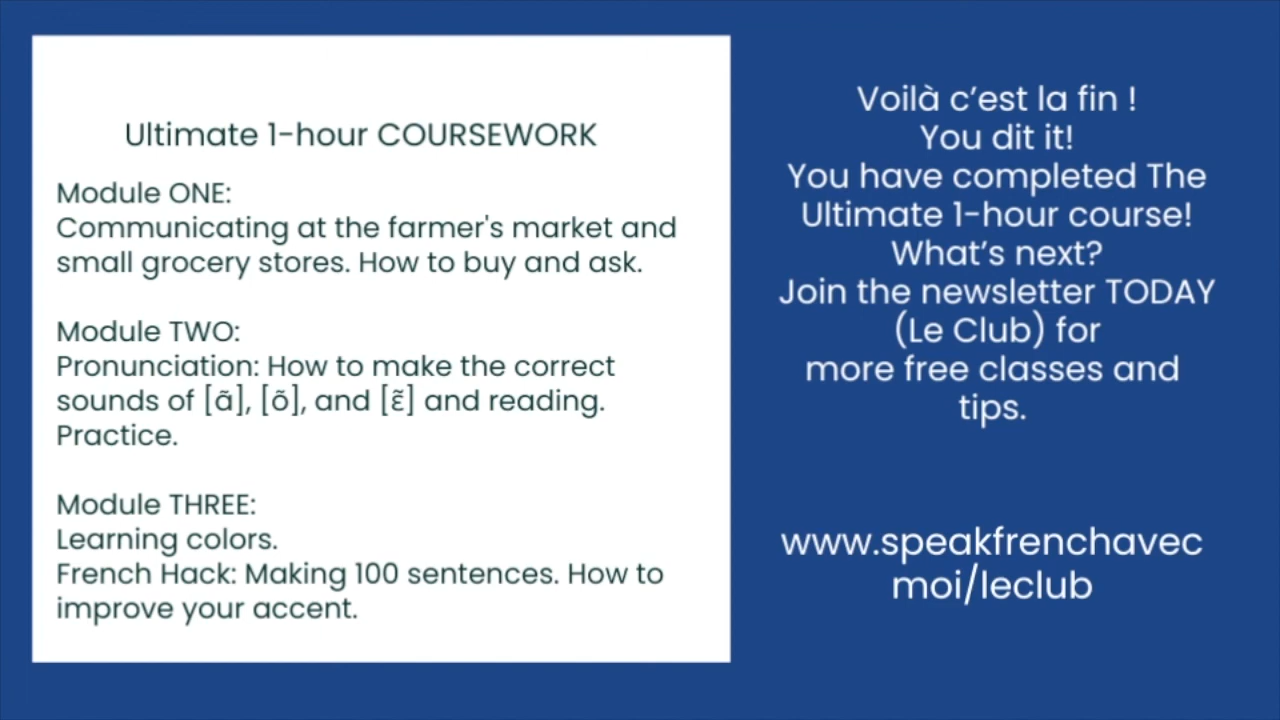 Ultimate 1-hour COURSEWORK
Module ONE:
Communicating at the farmer's market and
small grocery stores. How to buy and ask.
Module TWO:
Pronunciation: How to make the correct
sounds of [ã], [õ], and [ɛ̃] and reading.
Practice.
Module THREE:
Learning colors.
French Hack: Making 100 sentences. How to
improve your accent.
Voilà c’est la fin !
You dit it!
You have completed The
Ultimate 1-hour course!
What’s next?
Join the newsletter TODAY
(Le Club) for
more free classes and
tips.
www.speakfrenchavec
moi/leclub